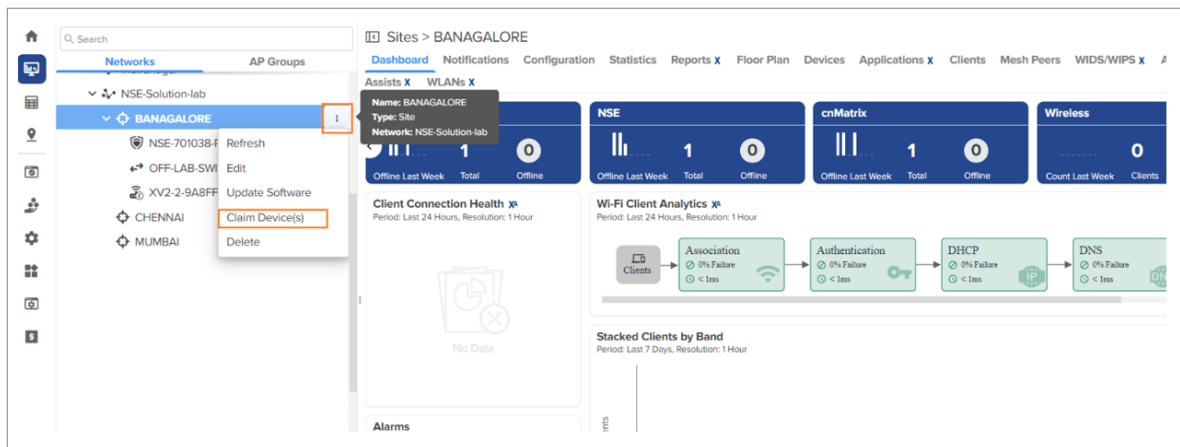 Search
Networks AP Groups
NSE-Solution-lab
BANAGALORE
NSE-701038-F
OFF-LAB-SWI
XV2-2-9A8FF
CHENNAI
MUMBAI
Refresh
Edit
Update Software
Claim Device(s)
Delete
Name: BANAGALORE
Type: Site
Network: NSE-Solution-lab
Sites > BANAGALORE
Dashboard Notifications Configuration Statistics Reports X Floor Plan Devices Applications X Clients Mesh Peers WIDS/WIPS X
Assists X WLANs X
1 0
Offline Last Week Total Offline
NSE
1 0
Offline Last Week Total Offline
cnMatrix
1 0
Offline Last Week Total Offline
Wireless
0
Count Last Week Clients
Client Connection Health
Period: Last 24 Hours, Resolution: 1 Hour
No Data
Alarms
Wi-Fi Client Analytics
Period: Last 24 Hours, Resolution: 1 Hour
Clients
Association
0% Failure
< 1ms
Authentication
0% Failure
< 1ms
DHCP
0% Failure
< 1ms
IP
DNS
0% Failure
< 1ms
Stacked Clients by Band
Period: Last 7 Days, Resolution: 1 Hour